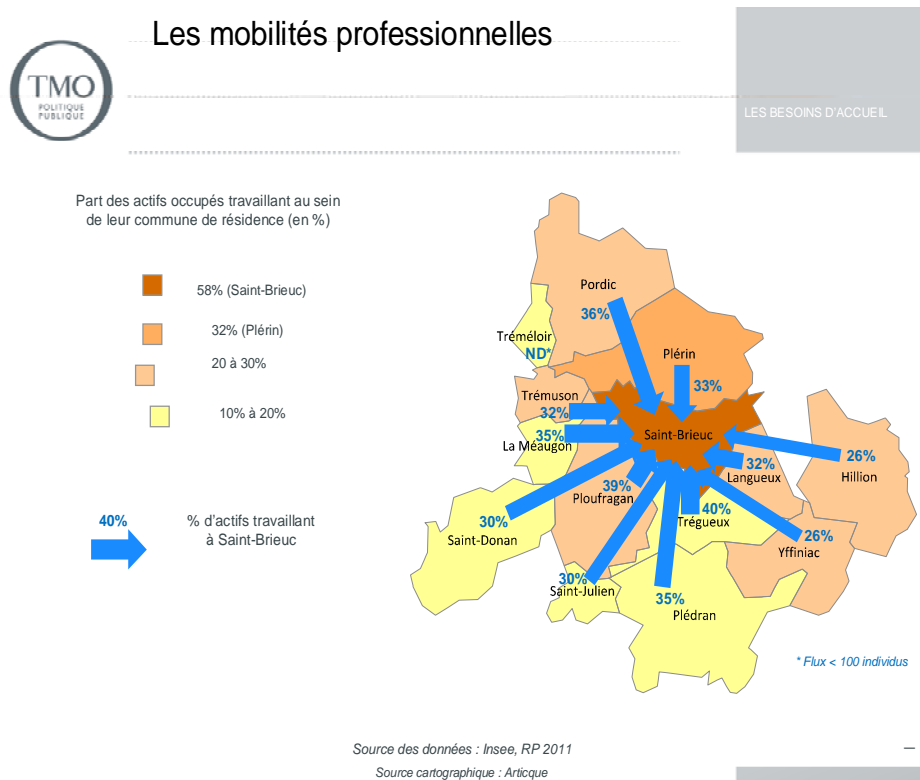 Les mobilités professionnelles
TMO
POLITIQUE
PUBLIQUE
LES BESOINS D'ACCUEIL
Part des actifs occupés travaillant au sein
de leur commune de résidence (en %)
58% (Saint-Brieuc)
32% (Plérin)
20 à 30%
10% à 20%
40%
% d'actifs travaillant
à Saint-Brieuc
Pordic
36%
Tréméloir
ND*
Plérin
33%
Trémuson
32%
35%
La Méaugon
Saint-Brieuc
26%
Hillion
32%
Langueux
39%
Ploufragan
40%
Trégueux
30%
Saint-Donan
26%
Yffiniac
30%
Saint-Julien
35%
Plédran
* Flux < 100 individus
Source des données : Insee, RP 2011
Source cartographique : Articque